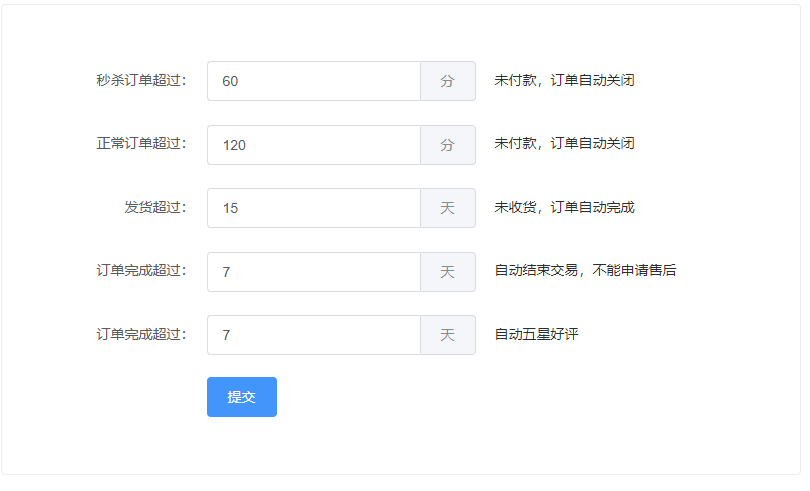 秒杀订单超过： 60 分 未付款，订单自动关闭
正常订单超过： 120 分 未付款，订单自动关闭
发货超过： 15 天 未收货，订单自动完成
订单完成超过： 7 天 自动结束交易，不能申请售后
订单完成超过： 7 天 自动五星好评
提交